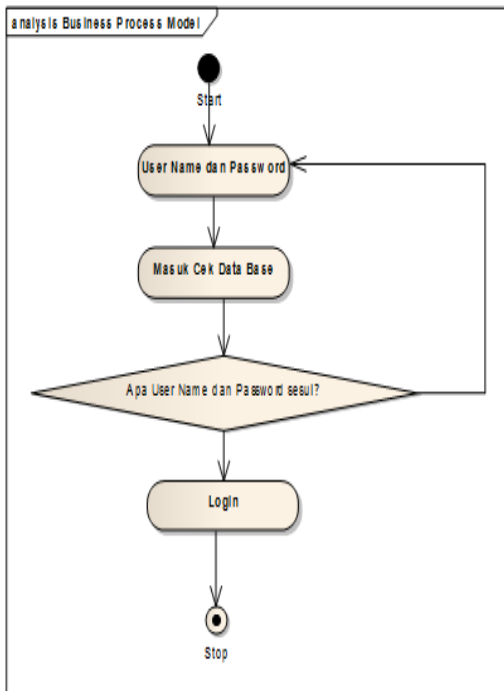 analysis Business Process Model
Start
User Name dan Password
Masuk Cek Data Base
Apa User Name dan Password sesui?
Login
Stop